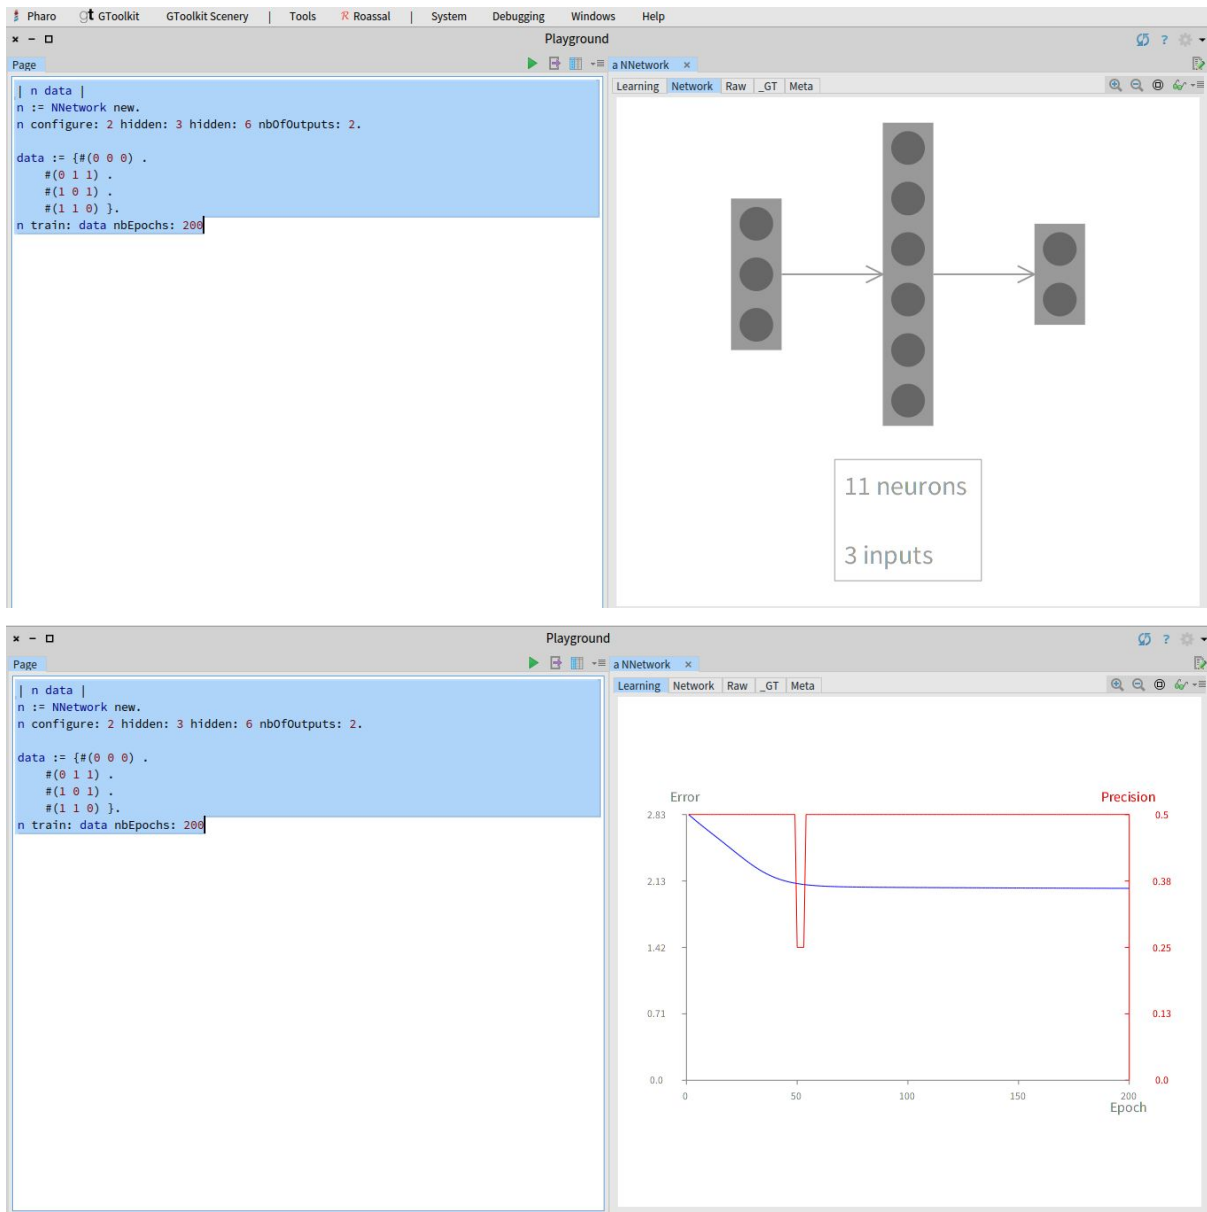 Pharo gt GToolkit GToolkit Scenery | Tools R Roassal | System Debugging Windows Help
Playground
?
Page
a NNetwork ×
Learning Network Raw _GT Meta
| n data |
n := NNetwork new.
n configure: 2 hidden: 3 hidden: 6 nbOfOutputs: 2.
data := {#(0 0 0) .
#(0 1 1) .
#(1 0 1) .
#(1 1 0) }.
n train: data nbEpochs: 200
11 neurons
3 inputs
Playground
?
Page
a NNetwork ×
Learning Network Raw _GT Meta
| n data |
n := NNetwork new.
n configure: 2 hidden: 3 hidden: 6 nbOfOutputs: 2.
data := {#(0 0 0) .
#(0 1 1) .
#(1 0 1) .
#(1 1 0) }.
n train: data nbEpochs: 200
Error Precision
2.83 0.5
2.13 0.38
1.42 0.25
0.71 0.13
0.0 0.0
0 50 100 150 200
Epoch